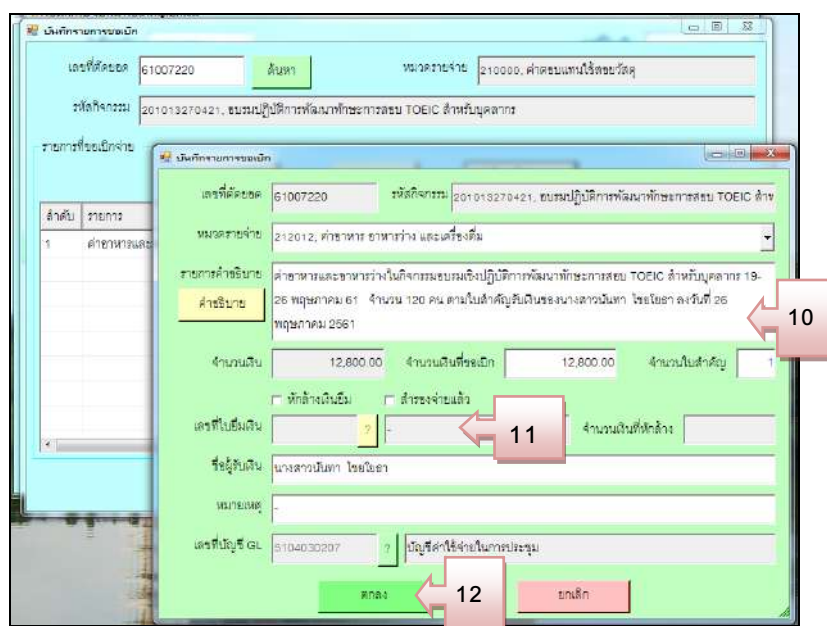 บันทึกรายการขอเบิก
เลขที่ตัดยอด 61007220 ค้นหา หมวดรายจ่าย 210000, ค่าตอบแทนใช้สอยวัสดุ
รหัสกิจกรรม 201013270421, อบรมปฏิบัติการพัฒนาทักษะการสอบ TOEIC สำหรับบุคลากร
รายการที่ขอเบิกจ่าย
ลำดับ รายการ
1 ค่าอาหารและ
บันทึกรายการขอเบิก
เลขที่ตัดยอด 61007220 รหัสกิจกรรม 201013270421, อบรมปฏิบัติการพัฒนาทักษะการสอบ TOEIC สำห
หมวดรายจ่าย 212012, ค่าอาหาร อาหารว่าง และเครื่องดื่ม
รายการคำอธิบาย ค่าอาหารและอาหารว่างในกิจกรรมอบรมเชิงปฏิบัติการพัฒนาทักษะการสอบ TOEIC สำหรับบุคลากร 19-
คำอธิบาย 26 พฤษภาคม 61 จำนวน 120 คน ตามใบสำคัญรับเงินของนางสาวนันทา ไชยโยธา ลงวันที่ 26
พฤษภาคม 2561
10
จำนวนเงิน 12,800.00 จำนวนเงินที่ขอเบิก 12,800.00 จำนวนใบสำคัญ 1
หักล้างเงินยืม สำรองจ่ายแล้ว
เลขที่ใบยืมเงิน ? - 11 จำนวนเงินที่หักล้าง
ชื่อผู้รับเงิน นางสาวนันทา ไชยโยธา
หมายเหตุ -
เลขที่บัญชี GL 5104030207 ? บัญชีค่าใช้จ่ายในการประชุม
ตกลง 12 ยกเลิก